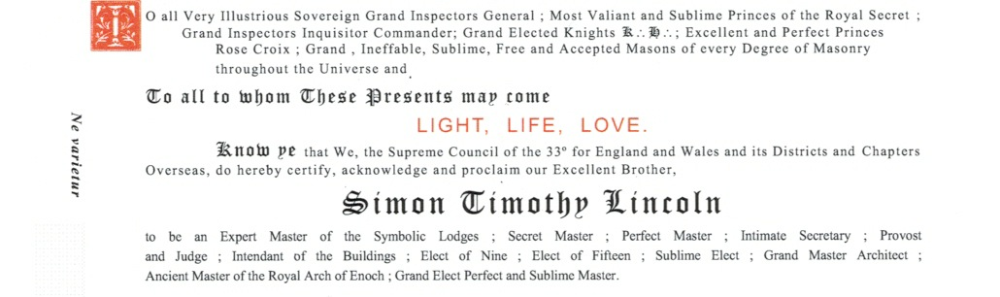 TO all Very Illustrious Sovereign Grand Inspectors General ; Most Valiant and Sublime Princes of the Royal Secret ;
Grand Inspectors Inquisitor Commander; Grand Elected Knights K∴H∴; Excellent and Perfect Princes
Rose Croix ; Grand , Ineffable, Sublime, Free and Accepted Masons of every Degree of Masonry
throughout the Universe and
To all to whom These Presents may come
LIGHT, LIFE, LOVE.
Know ye that We, the Supreme Council of the 33º for England and Wales and its Districts and Chapters
Overseas, do hereby certify, acknowledge and proclaim our Excellent Brother,
Simon Timothy Lincoln
to be an Expert Master of the Symbolic Lodges ; Secret Master ; Perfect Master ; Intimate Secretary ; Provost
and Judge ; Intendant of the Buildings ; Elect of Nine ; Elect of Fifteen ; Sublime Elect ; Grand Master Architect ;
Ancient Master of the Royal Arch of Enoch ; Grand Elect Perfect and Sublime Master.
Ne varietur